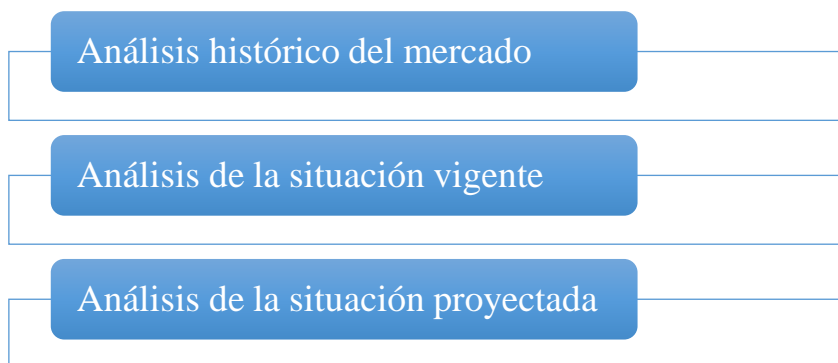 Análisis histórico del mercado
Análisis de la situación vigente
Análisis de la situación proyectada